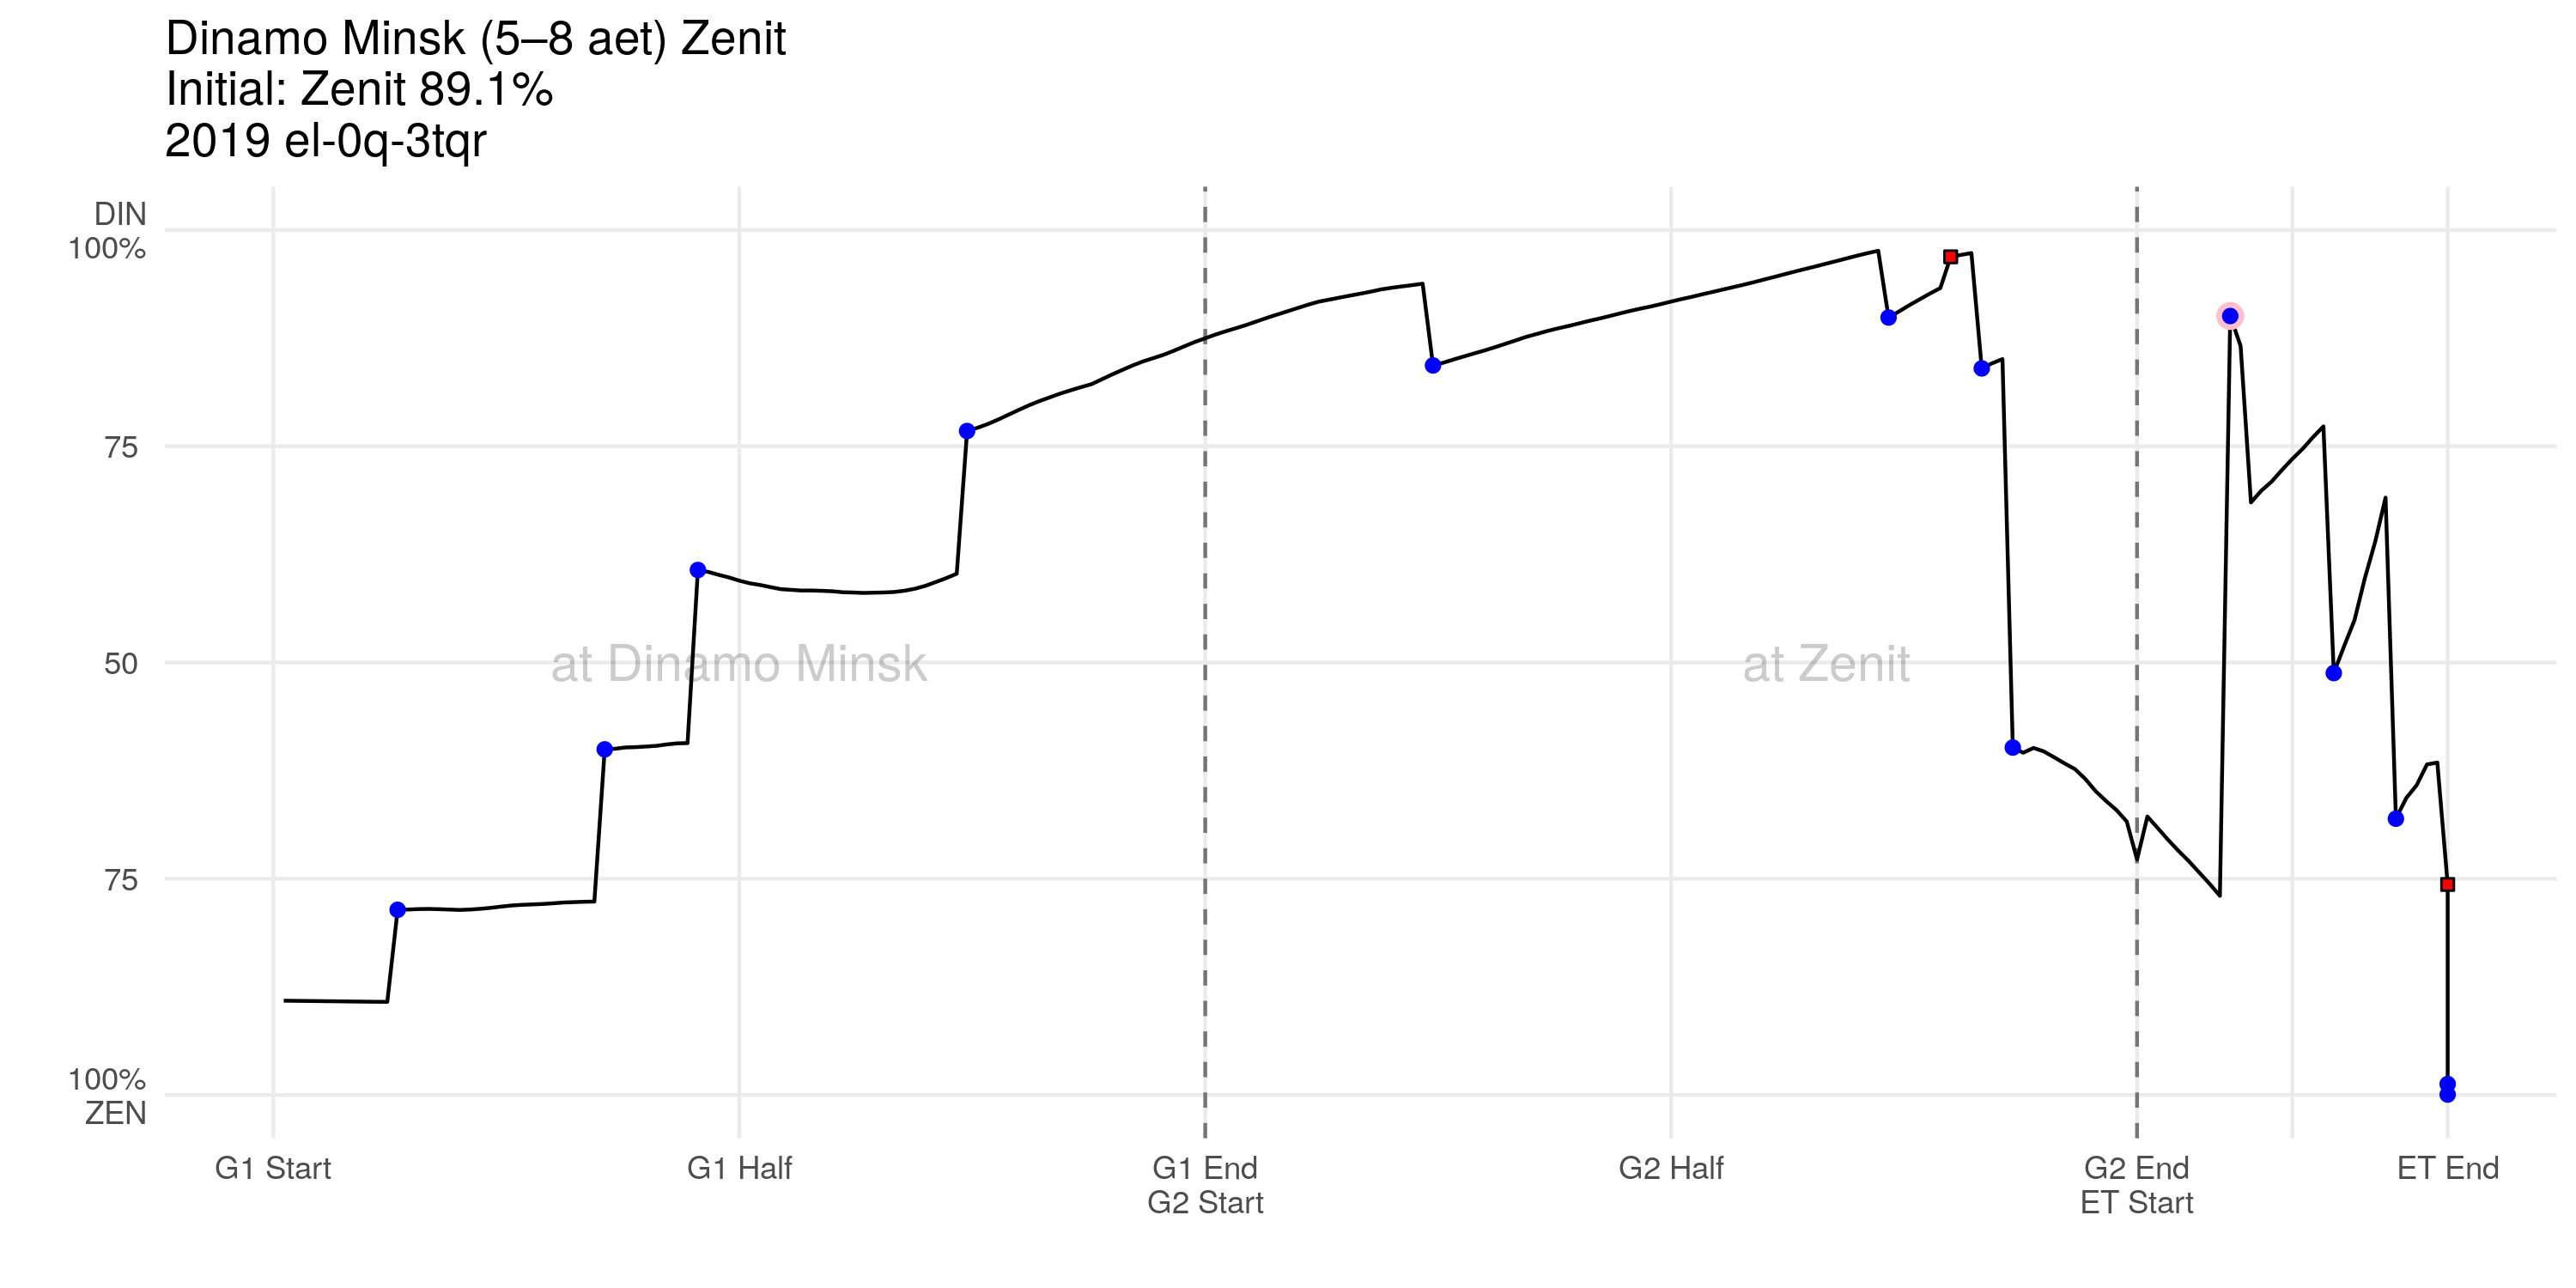 Dinamo Minsk (5–8 aet) Zenit
Initial: Zenit 89.1%
2019 el-0q-3tqr
DIN
100%
75
50
75
100%
ZEN
at Dinamo Minsk
at Zenit
G1 Start
G1 Half
G1 End
G2 Start
G2 Half
G2 End
ET Start
ET End